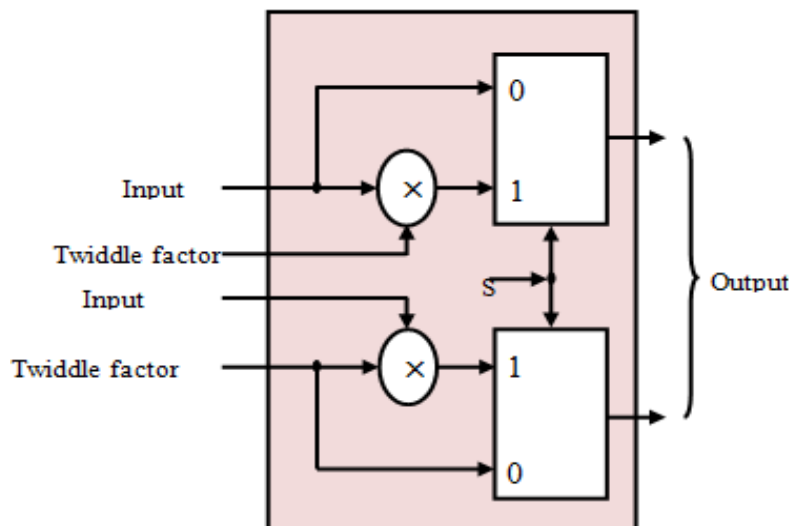 0
Input
×
1
Twiddle factor
S
Input
Output
Twiddle factor
×
1
0